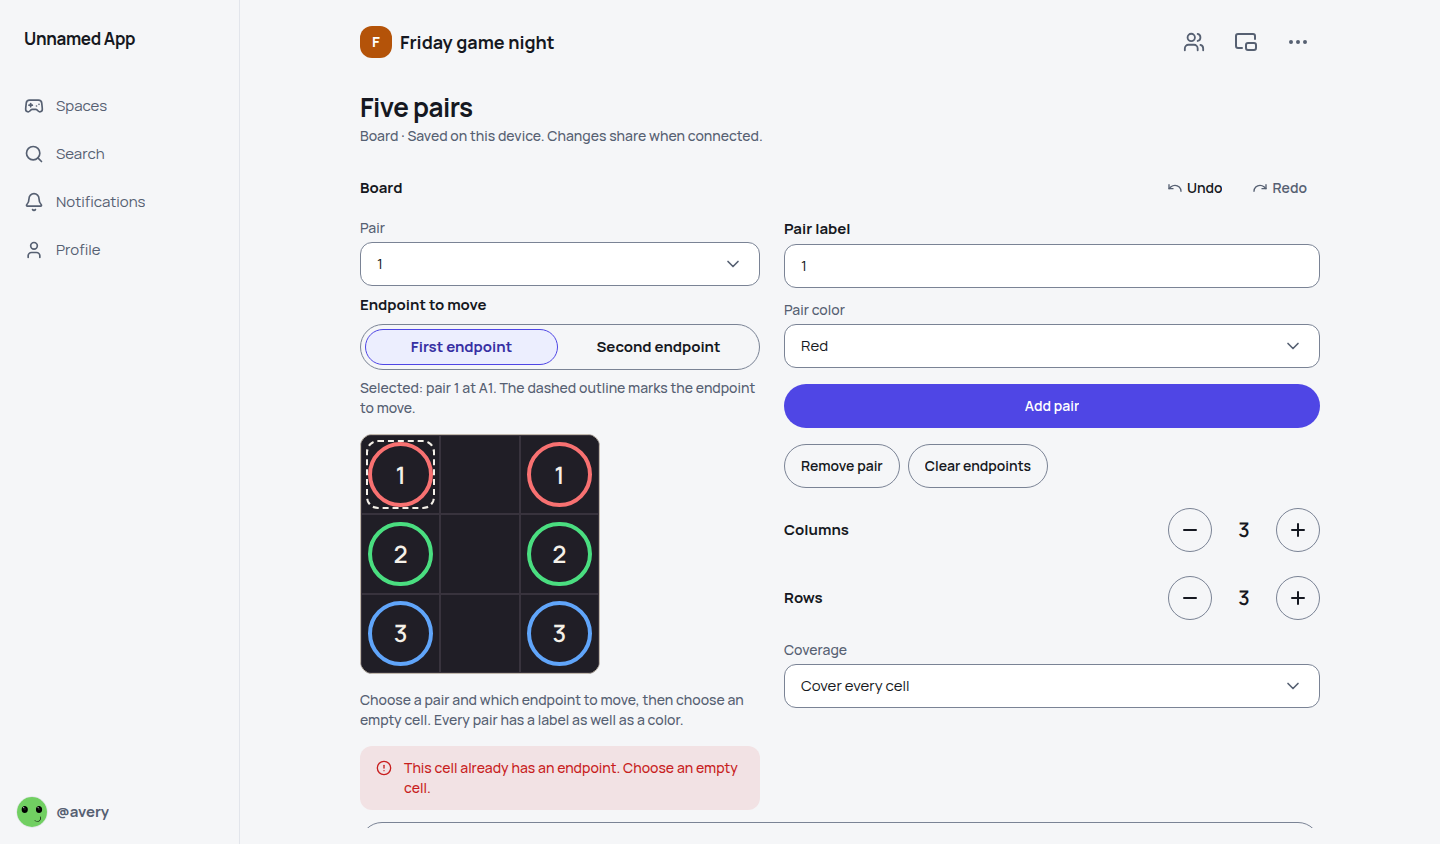 Unnamed App
Spaces
Search
Notifications
Profile
@avery
F
Friday game night
Five pairs
Board · Saved on this device. Changes share when connected.
Board
Undo
Redo
Pair
1
Endpoint to move
First endpoint
Second endpoint
Selected: pair 1 at A1. The dashed outline marks the endpoint
to move.
1
1
2
2
3
3
Choose a pair and which endpoint to move, then choose an
empty cell. Every pair has a label as well as a color.
This cell already has an endpoint. Choose an empty
cell.
Pair label
1
Pair color
Red
Add pair
Remove pair
Clear endpoints
Columns
3
Rows
3
Coverage
Cover every cell